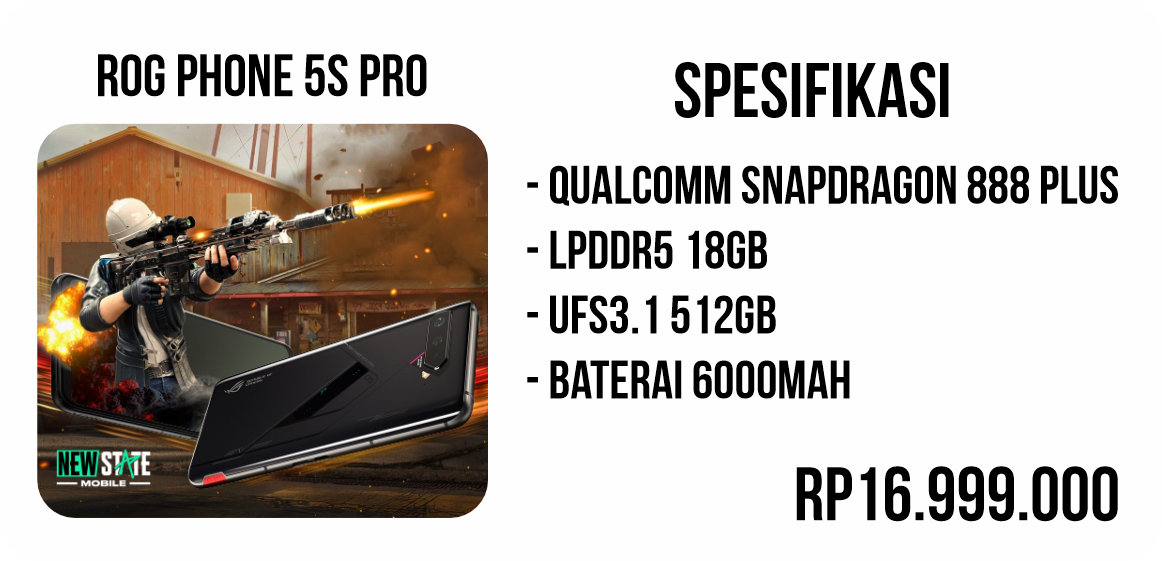 ROG PHONE 5S PRO
NEW STATE
MOBILE
SPESIFIKASI
- QUALCOMM SNAPDRAGON 888 PLUS
- LPDDR5 18GB
- UFS3.1 512GB
- BATERAI 6000MAH
RP16.999.000